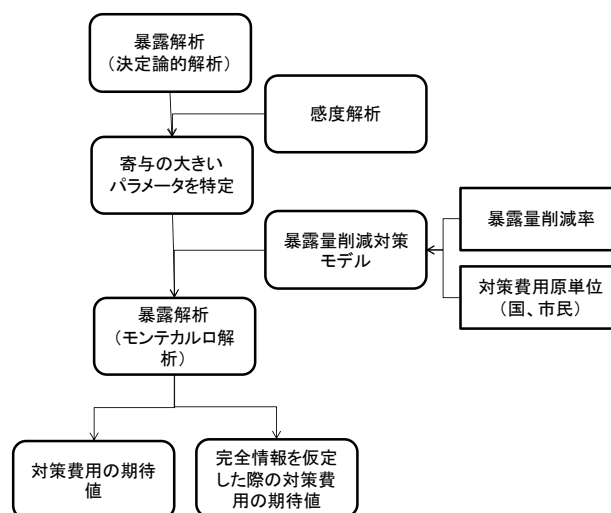 暴露解析
（決定論的解析）
感度解析
寄与の大きい
パラメータを特定
暴露量削減率
暴露量削減対策
モデル
対策費用原単位
（国、市民）
暴露解析
（モンテカルロ解
析）
対策費用の期待
値
完全情報を仮定
した際の対策費
用の期待値